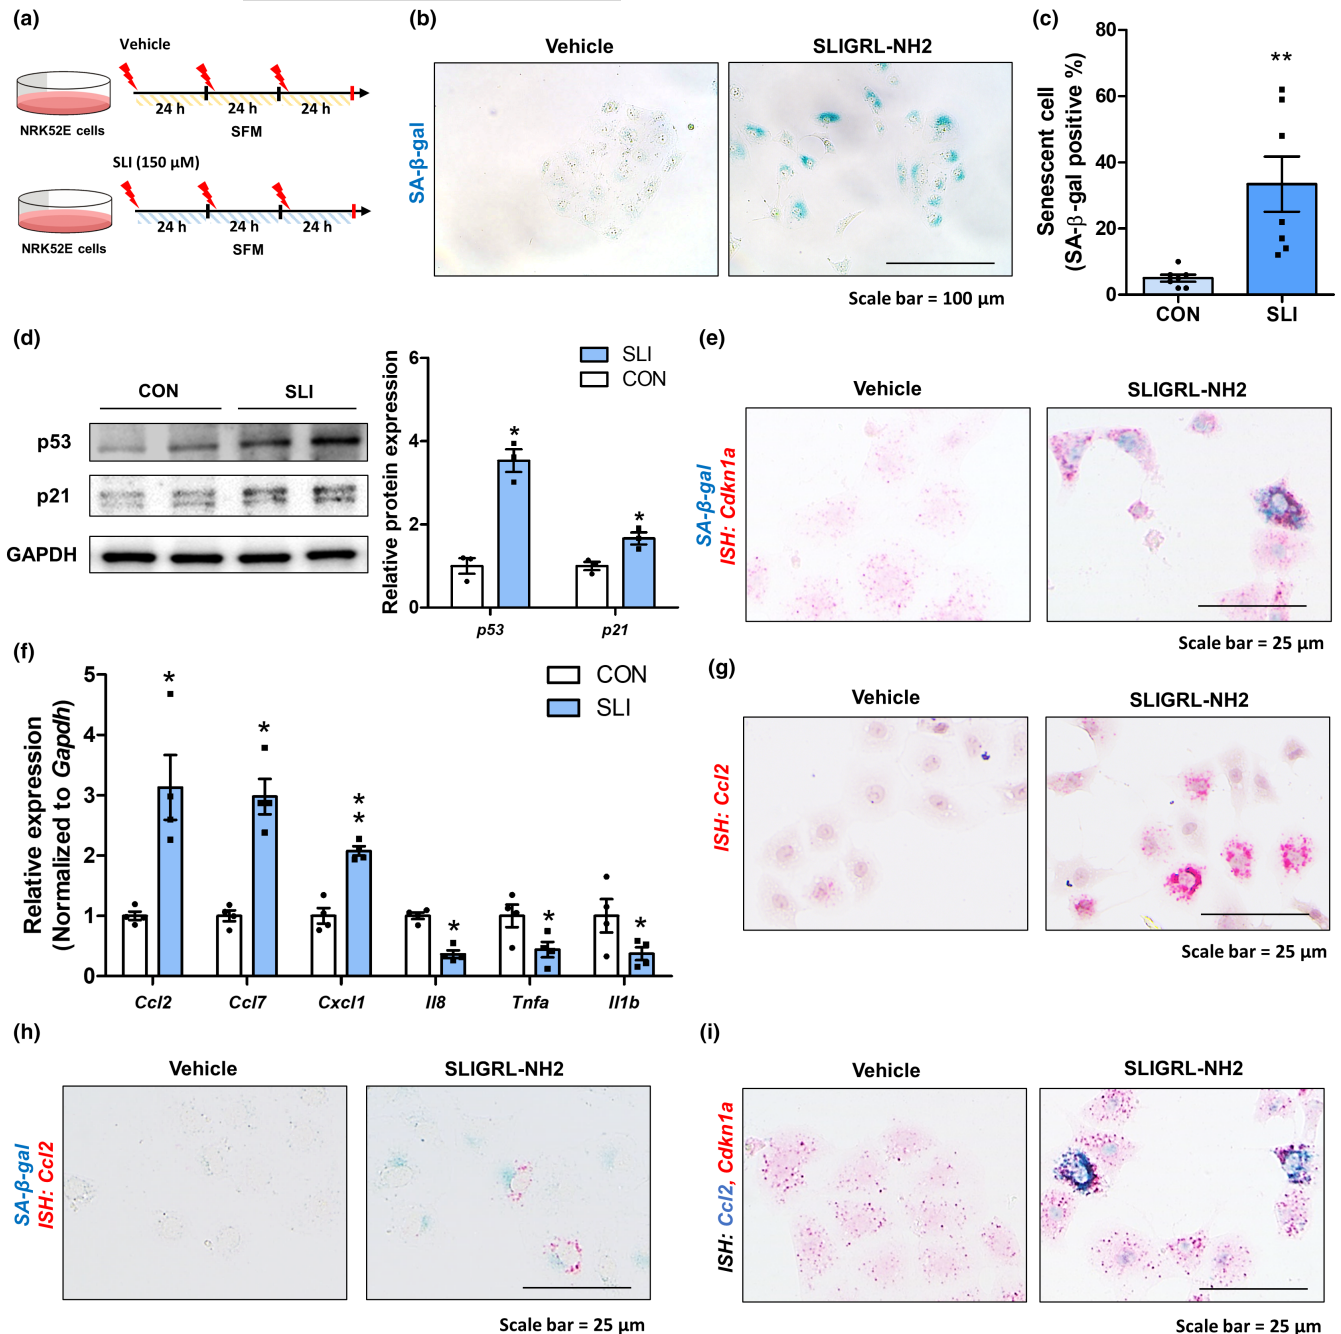 (a)
Vehicle
24 h
24 h
24 h
NRK52E cells
SFM
SLI (150 µM)
24 h
24 h
24 h
NRK52E cells
SFM
(b)
Vehicle
SLIGRL-NH2
SA-β-gal
Scale bar = 100 µm
(c)
Senescent cell
(SA-β-gal positive %)
80
60
40
20
0
**
CON
SLI
(d)
CON
SLI
p53
p21
GAPDH
Relative protein expression
6
4
2
0
SLI
CON
*
*
p53
p21
(e)
Vehicle
SLIGRL-NH2
SA-β-gal
ISH: Cdkn1a
Scale bar = 25 µm
(f)
Relative expression
(Normalized to Gapdh)
5
4
3
2
1
0
CON
SLI
*
*
*
*
*
*
*
Ccl2
Ccl7
Cxcl1
Il8
Tnfa
Il1b
(g)
Vehicle
SLIGRL-NH2
ISH: Ccl2
Scale bar = 25 µm
(h)
Vehicle
SLIGRL-NH2
SA-β-gal
ISH: Ccl2
Scale bar = 25 µm
(i)
Vehicle
SLIGRL-NH2
ISH: Ccl2, Cdkn1a
Scale bar = 25 µm